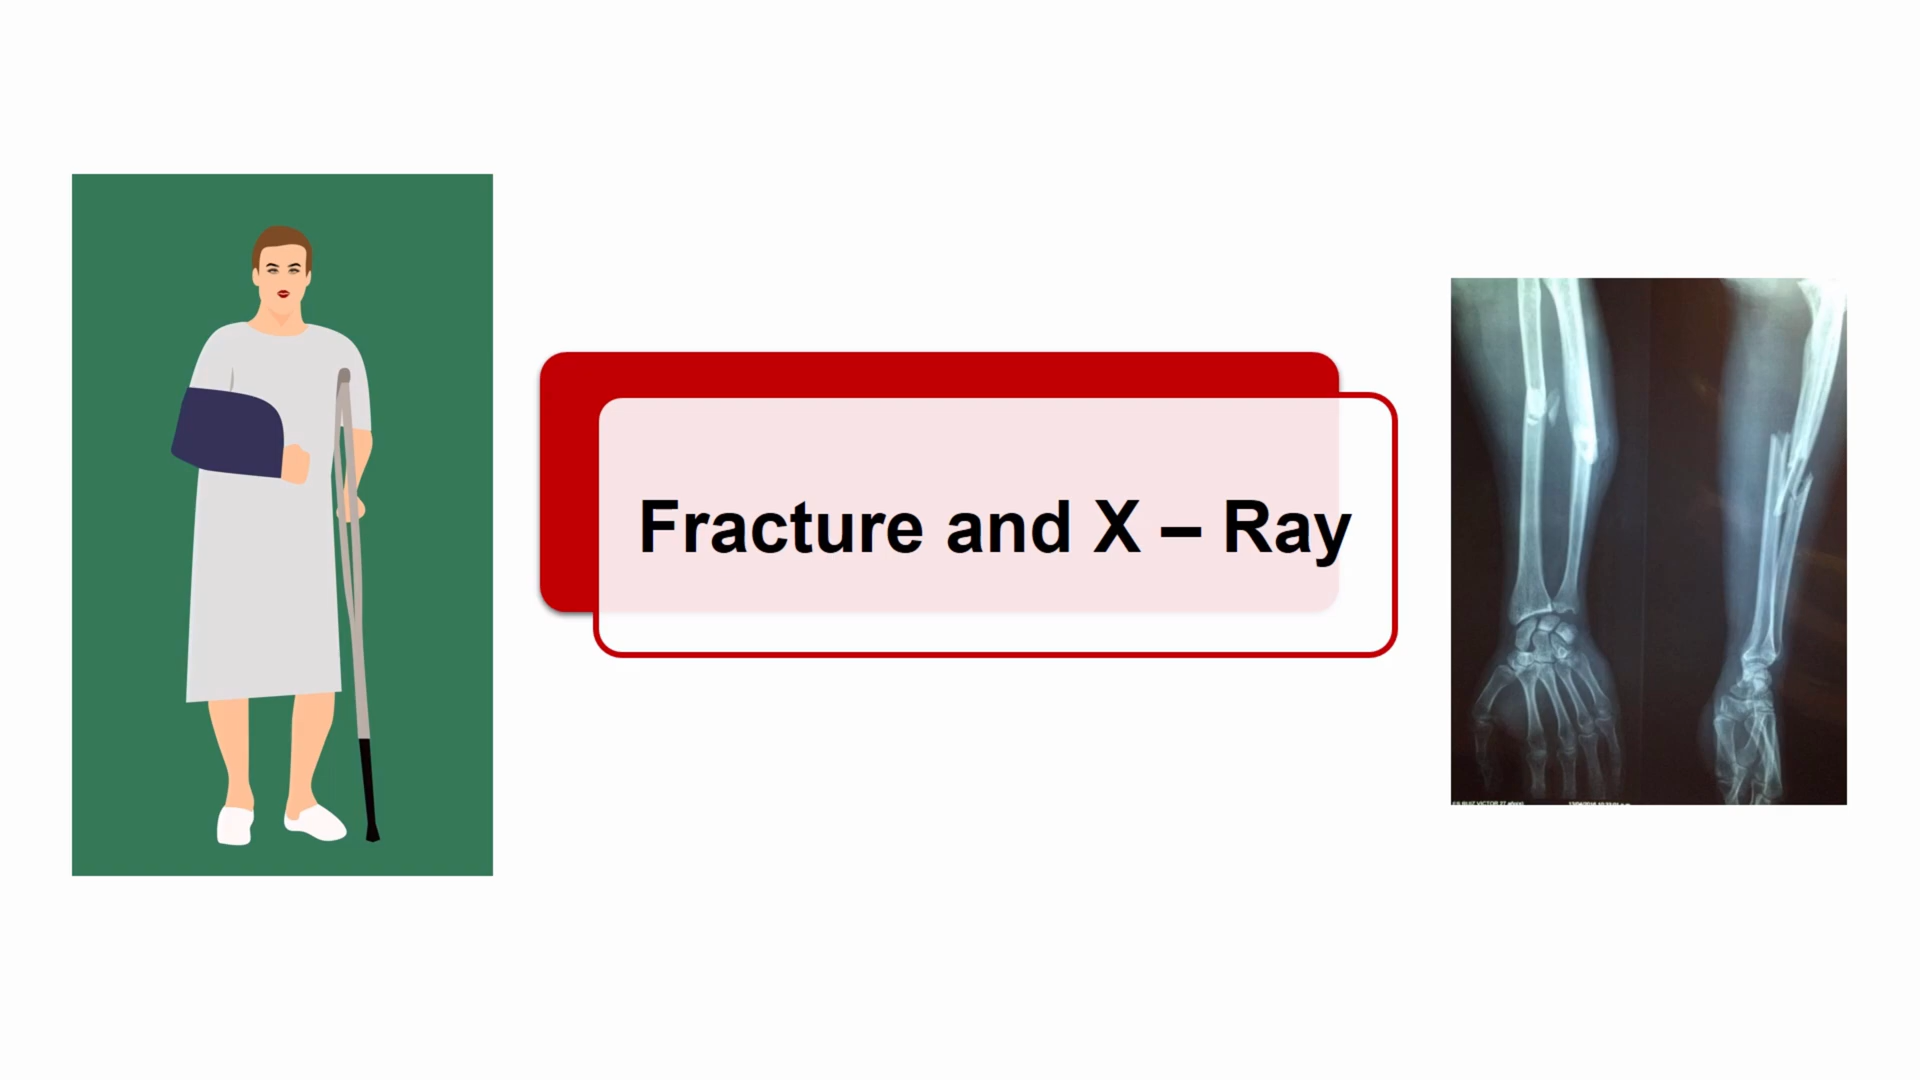 Fracture and X – Ray